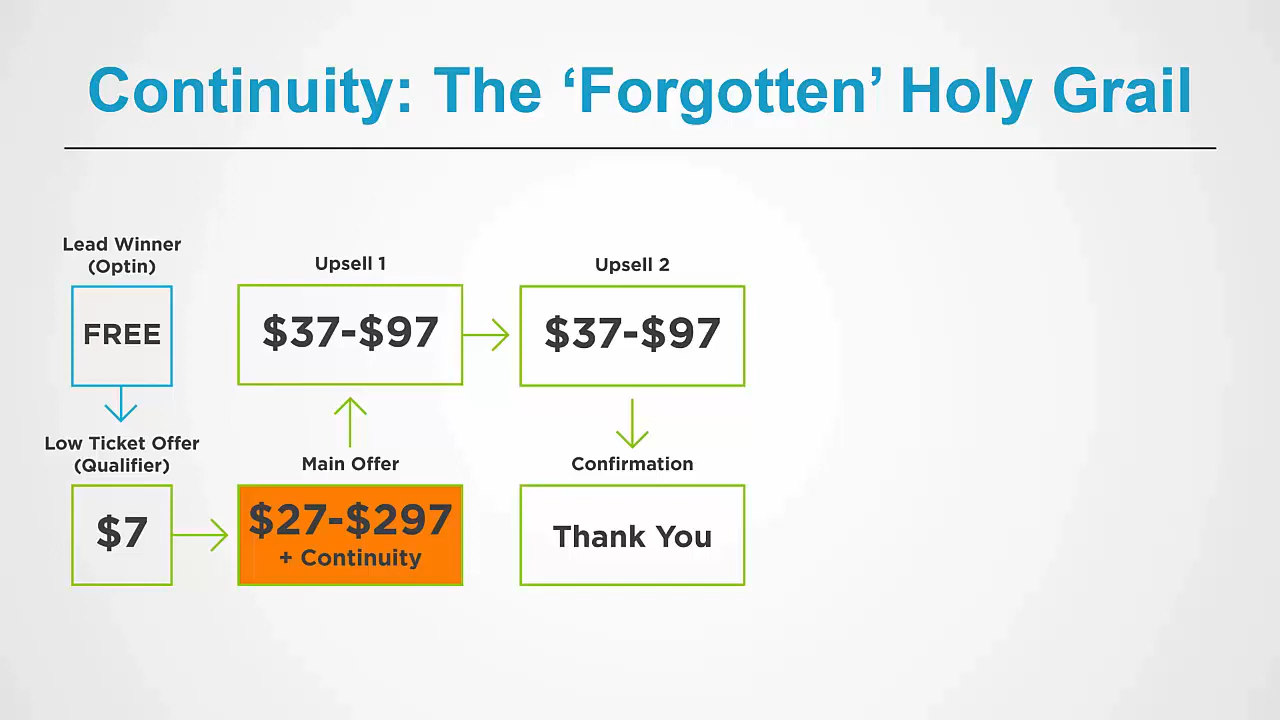 Continuity: The ‘Forgotten’ Holy Grail
Lead Winner
(Optin)
FREE
Low Ticket Offer
(Qualifier)
$7
Main Offer
$27-$297
+ Continuity
Upsell 1
$37-$97
Upsell 2
$37-$97
Confirmation
Thank You